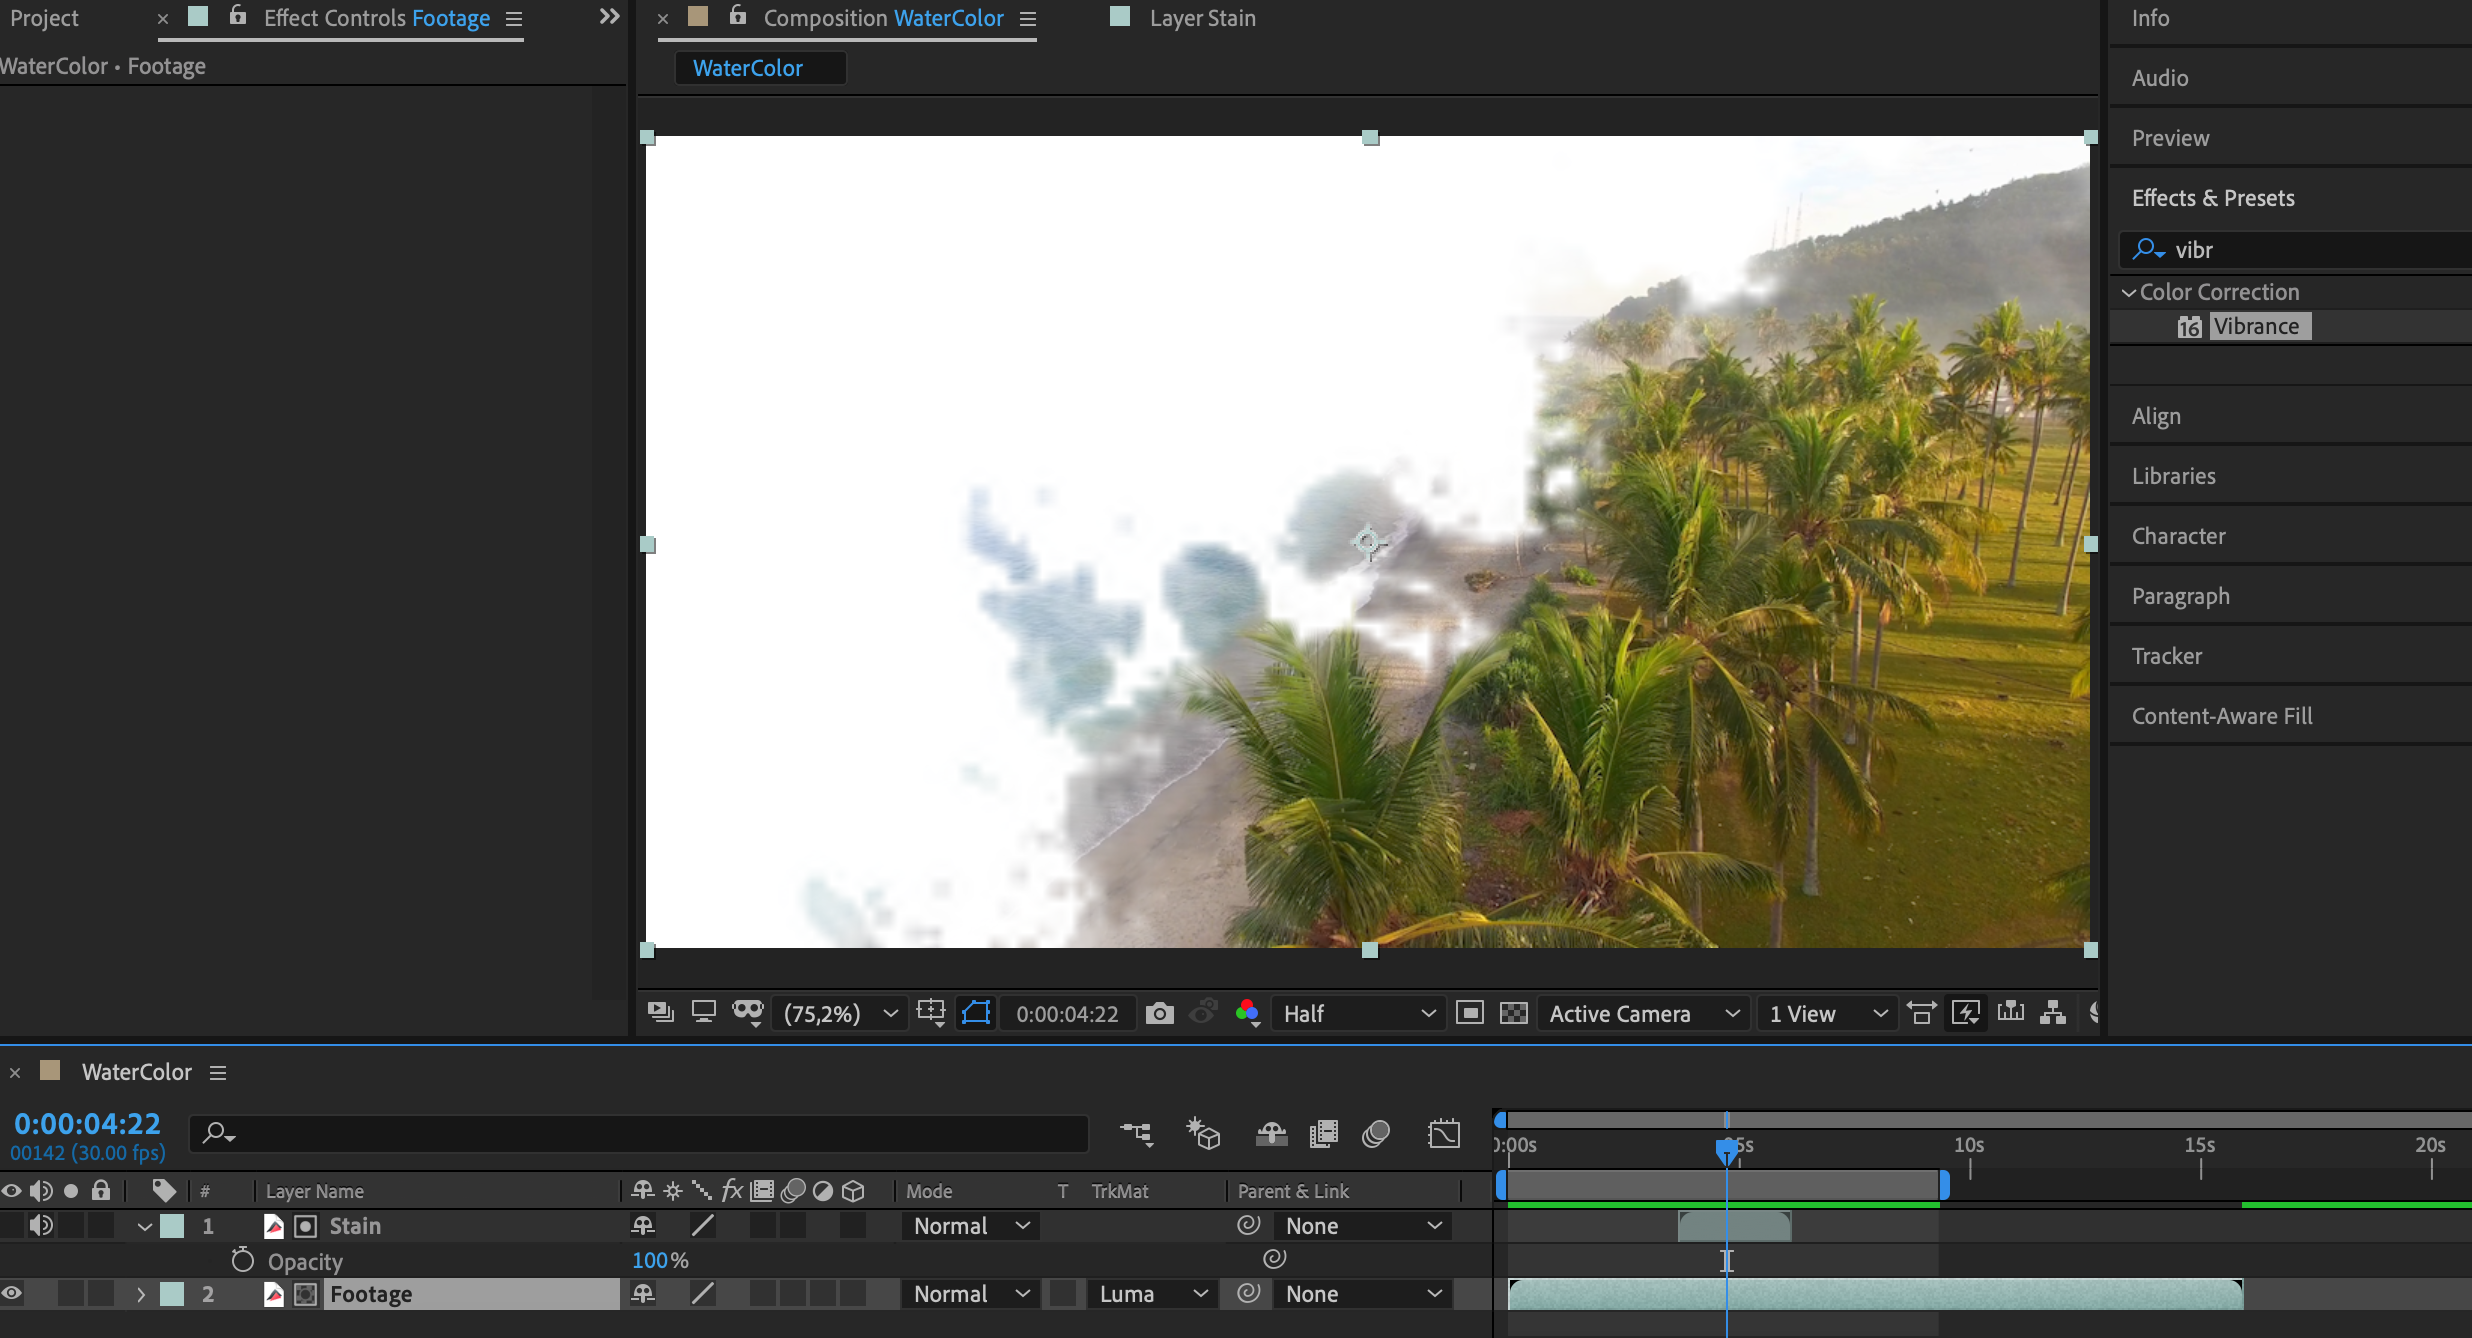 Project
Effect Controls Footage
Composition WaterColor
Layer Stain
WaterColor • Footage
WaterColor
Info
Audio
Preview
Effects & Presets
vibr
Color Correction
16 Vibrance
Align
Libraries
Character
Paragraph
Tracker
Content-Aware Fill
(75,2%)
0:00:04:22
Half
Active Camera
1 View
WaterColor
0:00:04:22
00142 (30.00 fps)
:00s 05s 10s 15s 20s
# Layer Name fx Mode T TrkMat Parent & Link
1 Stain Normal None
Opacity 100%
2 Footage Normal Luma None